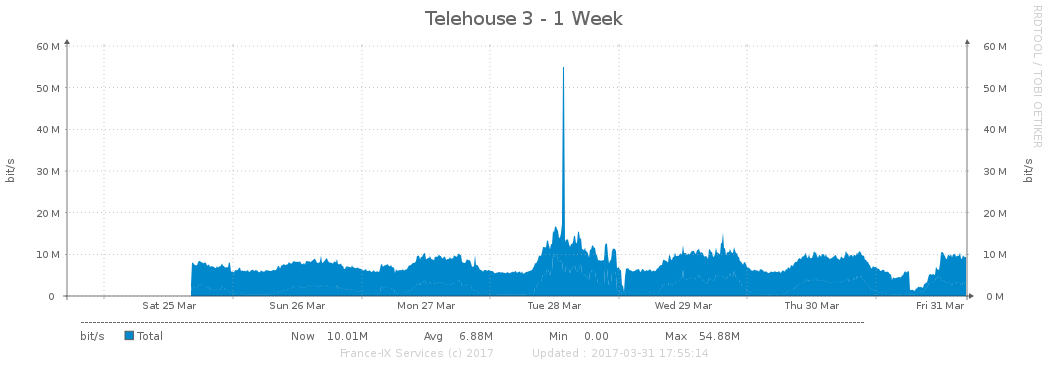 Telehouse 3 - 1 Week
RRDTOOL / TOBI OETIKER
bit/s
60 M 60 M
50 M 50 M
40 M 40 M
30 M 30 M
20 M 20 M
10 M 10 M
0 0 M
bit/s
Sat 25 Mar Sun 26 Mar Mon 27 Mar Tue 28 Mar Wed 29 Mar Thu 30 Mar Fri 31 Mar
bit/s Total Now 10.01M Avg 6.88M Min 0.00 Max 54.88M
France-IX Services (c) 2017 Updated : 2017-03-31 17:55:14